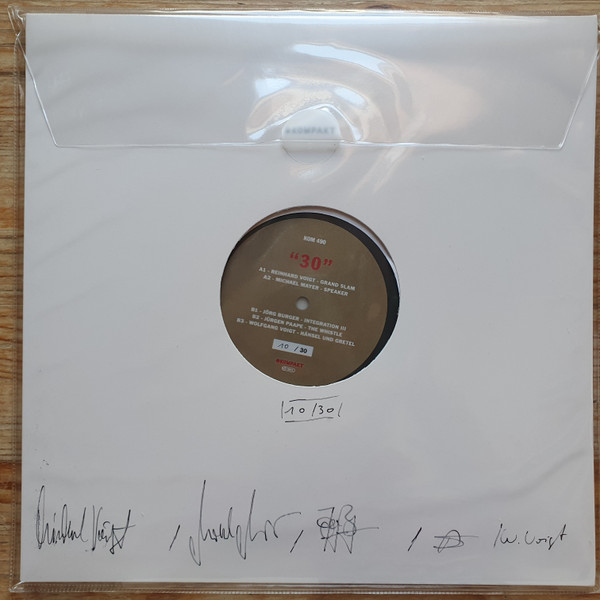 KOMPAKT
KOM 490
"30"
A1 - REINHARD VOIGT - GRAND SLAM
A2 - MICHAEL MAYER - SPEAKER
B1 - JÖRG BURGER - INTEGRATION III
B2 - JÜRGEN PAAPE - THE WHISTLE
B3 - WOLFGANG VOIGT - HÄNSEL UND GRETEL
10 / 30
KOMPAKT
10/30
W. Voigt